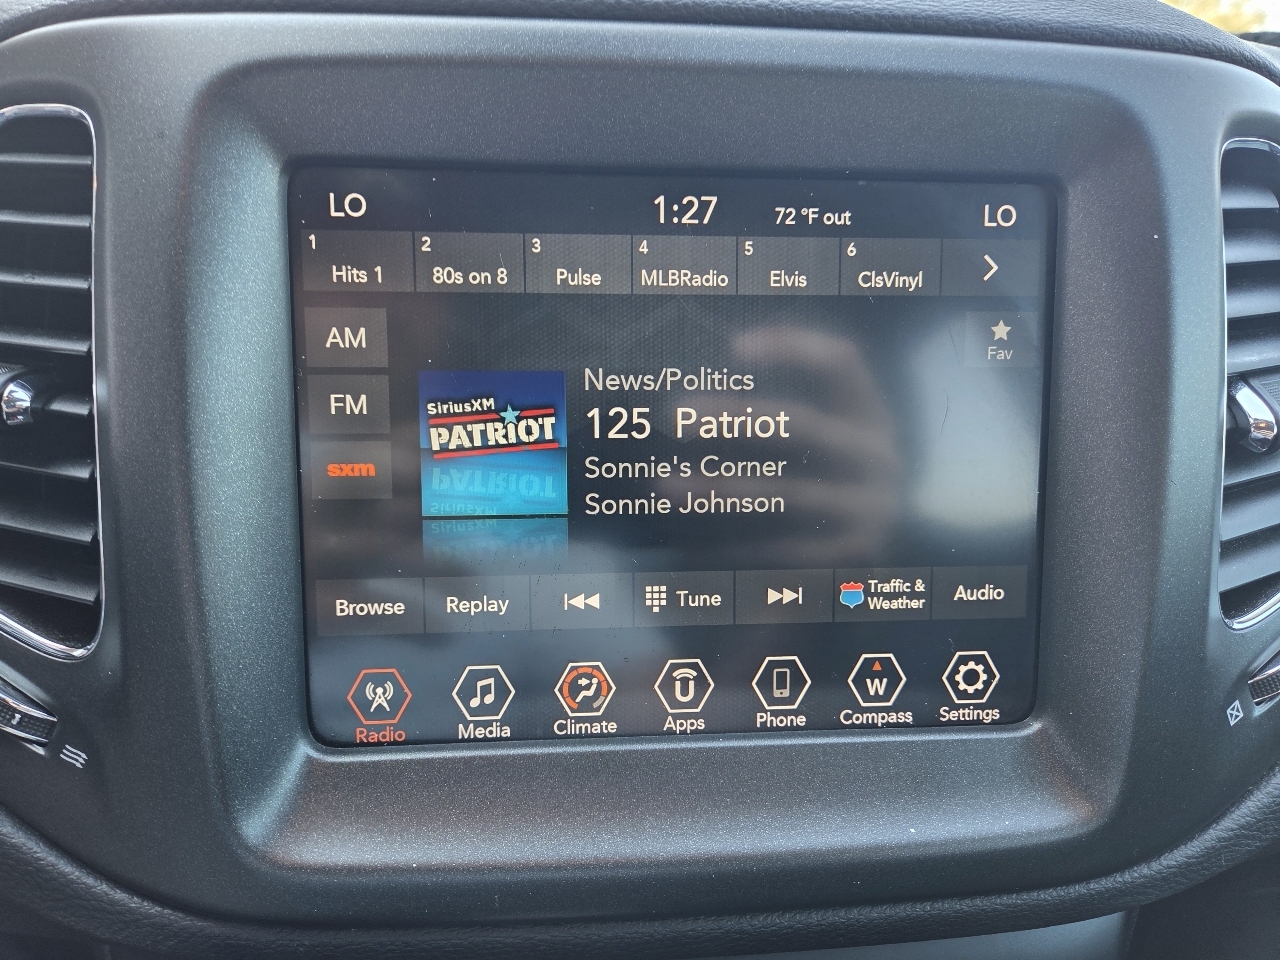 LO 1:27 72 °F out LO
1 Hits 1
2 80s on 8
3 Pulse
4 MLBRadio
5 Elvis
6 ClsVinyl
AM
FM
sxm
Fav
SiriusXM
PATRIOT
News/Politics
125 Patriot
Sonnie's Corner
Sonnie Johnson
Browse
Replay
Tune
Traffic &
Weather
Audio
W
Radio
Media
Climate
Apps
Phone
Compass
Settings